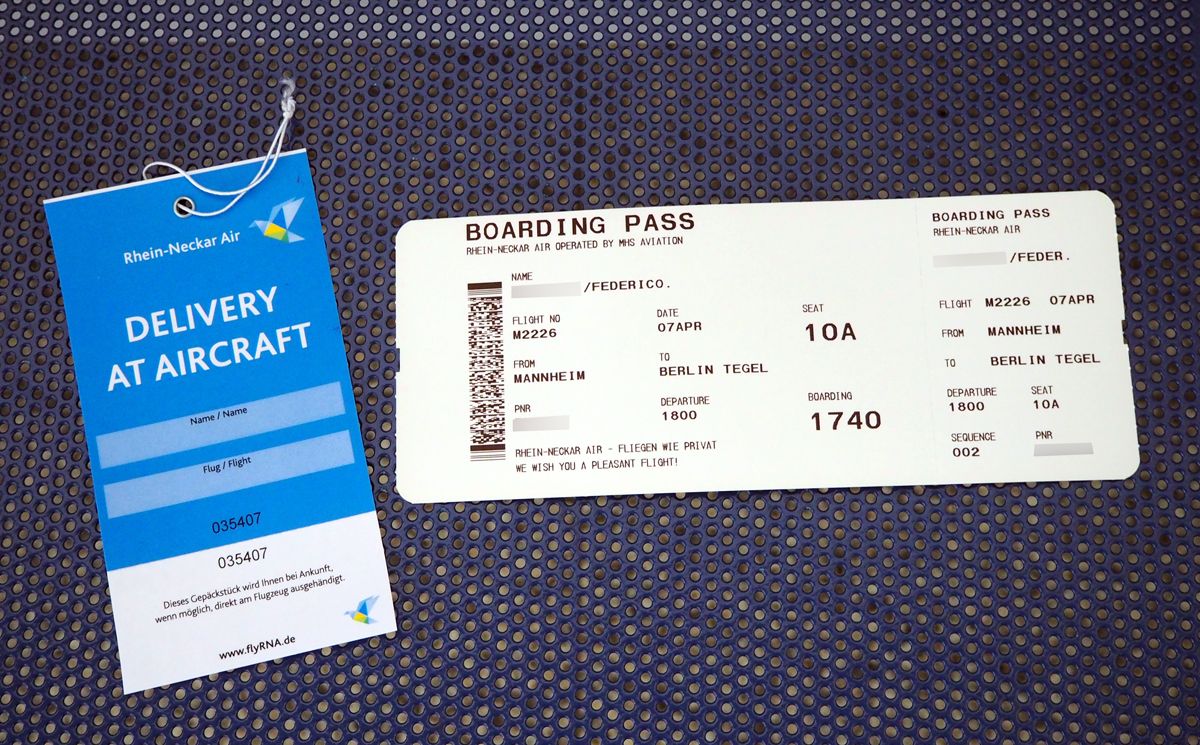 Rhein-Neckar Air
DELIVERY
AT AIRCRAFT
Name / Name
Flug / Flight
035407
035407
Dieses Gepäckstück wird Ihnen bei Ankunft,
wenn möglich, direkt am Flugzeug ausgehändigt.
www.flyRNA.de
BOARDING PASS
RHEIN-NECKAR AIR OPERATED BY MHS AVIATION
NAME
/FEDERICO.
FLIGHT NO
M2226
DATE
07APR
SEAT
10A
FROM
MANNHEIM
TO
BERLIN TEGEL
PNR
DEPARTURE
1800
BOARDING
1740
RHEIN-NECKAR AIR - FLIEGEN WIE PRIVAT
WE WISH YOU A PLEASANT FLIGHT!
BOARDING PASS
RHEIN-NECKAR AIR
/FEDER.
FLIGHT M2226 07APR
FROM MANNHEIM
TO BERLIN TEGEL
DEPARTURE SEAT
1800 10A
SEQUENCE PNR
002